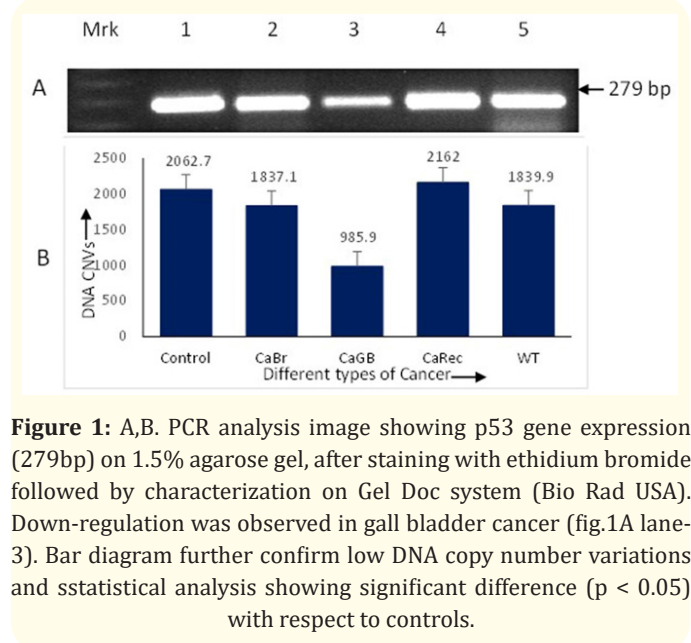 Mrk 1 2 3 4 5
A
279 bp
B
DNA CNVs
2500
2000
1500
1000
500
0
2062.7
1837.1
985.9
2162
1839.9
Control CaBr CaGB CaRec WT
Different types of Cancer
Figure 1: A,B. PCR analysis image showing p53 gene expression
(279bp) on 1.5% agarose gel, after staining with ethidium bromide
followed by characterization on Gel Doc system (Bio Rad USA).
Down-regulation was observed in gall bladder cancer (fig.1A lane-
3). Bar diagram further confirm low DNA copy number variations
and sstatistical analysis showing significant difference (p < 0.05)
with respect to controls.